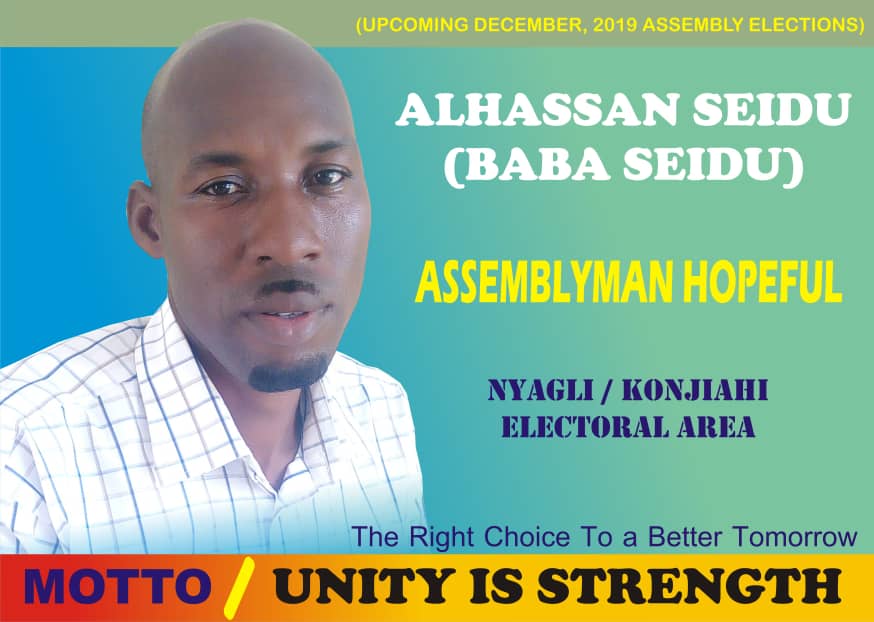 (UPCOMING DECEMBER, 2019 ASSEMBLY ELECTIONS)
ALHASSAN SEIDU
(BABA SEIDU)
ASSEMBLYMAN HOPEFUL
NYAGLI / KONJIAHI
ELECTORAL AREA
The Right Choice To a Better Tomorrow
MOTTO / UNITY IS STRENGTH